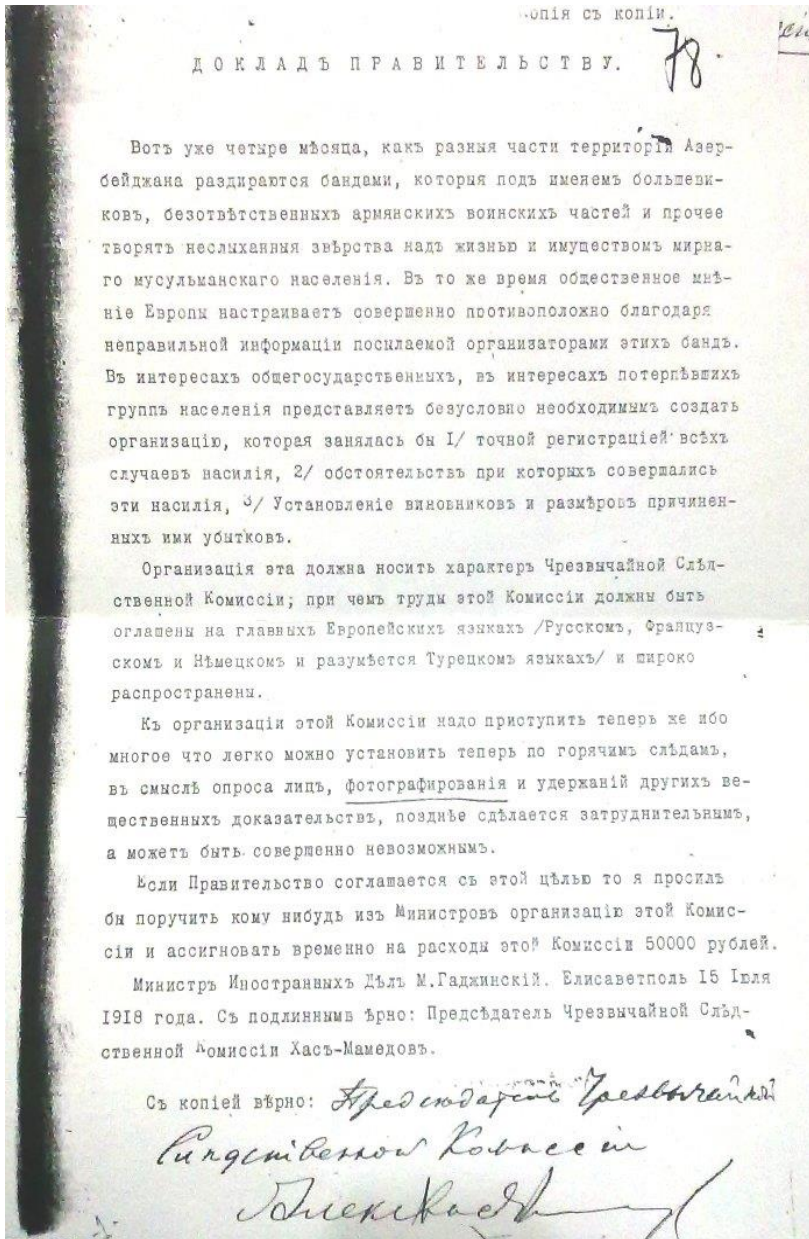 копія съ копіи.
78.
ДОКЛАДЪ ПРАВИТЕЛЬСТВУ.
Вотъ уже четыре мѣсяца, какъ разныя части территоріи Азер-
бейджана раздираются бандами, которыя подъ именемъ большеви-
ковъ, безотвѣтственныхъ армянскихъ воинскихъ частей и прочее
творятъ неслыханныя звѣрства надъ жизнью и имуществомъ мирна-
го мусульманскаго населенія. Въ то же время общественное мнѣ-
ніе Европы настраиваетъ совершенно противоположно благодаря
неправильной информаціи посылаемой организаторами этихъ бандъ.
Въ интересахъ общегосударственныхъ, въ интересахъ потерпѣвшихъ
группъ населенія представляетъ безусловно необходимымъ создать
организацію, которая занялась бы I/ точной регистраціей всѣхъ
случаевъ насилія, 2/ обстоятельствъ при которыхъ совершались
эти насилія, 3/ Установленіе виновниковъ и размѣровъ причинен-
ныхъ ими убытковъ.
Организація эта должна носить характеръ Чрезвычайной Слѣд-
ственной Комиссіи; при чемъ труды этой Комиссіи должны быть
оглашены на главныхъ Европейскихъ языкахъ /Русскомъ, Француз-
скомъ и Нѣмецкомъ и разумѣется Турецкомъ языкахъ/ и широко
распространены.
Къ организаціи этой Комиссіи надо приступить теперь же ибо
многое что легко можно установить теперь по горячимъ слѣдамъ,
въ смыслѣ опроса лицъ, фотографированія и удержаній другихъ ве-
щественныхъ доказательствъ, позднѣе сдѣлается затруднительнымъ,
а можетъ быть совершенно невозможнымъ.
Если Правительство соглашается съ этой цѣлью то я просилъ
бы поручить кому нибудь изъ Министровъ организацію этой Комис-
сіи и ассигновать временно на расходы этой Комиссіи 50000 рублей.
Министръ Иностранныхъ Дѣлъ М.Гаджинскій. Елисаветполь 15 Іюля
1918 года. Съ подлиннымв ѣрно: Предсѣдатель Чрезвычайной Слѣд-
ственной Комиссіи Хасъ-Мамедовъ.
Съ копіей вѣрно: Предсѣдатель Чрезвычайной
Слѣдственной Комиссіи